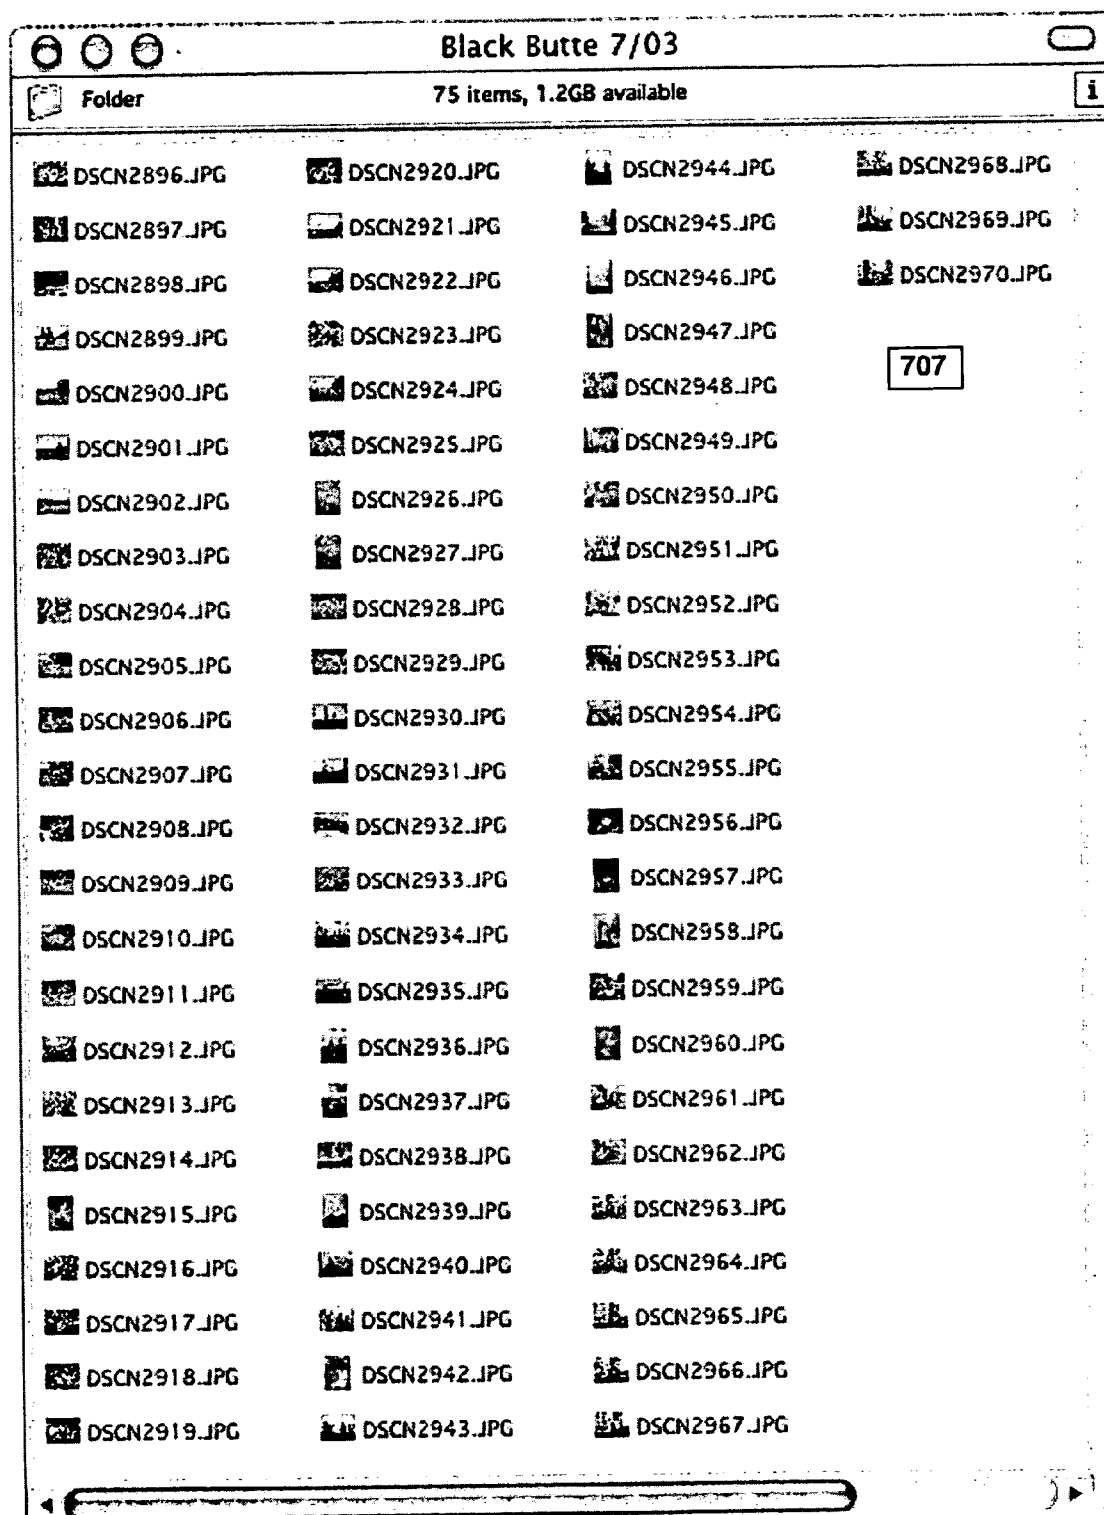 Black Butte 7/03
Folder 75 items, 1.2GB available i
DSCN2896.JPG DSCN2920.JPG DSCN2944.JPG DSCN2968.JPG
DSCN2897.JPG DSCN2921.JPG DSCN2945.JPG DSCN2969.JPG
DSCN2898.JPG DSCN2922.JPG DSCN2946.JPG DSCN2970.JPG
DSCN2899.JPG DSCN2923.JPG DSCN2947.JPG
707
DSCN2900.JPG DSCN2924.JPG DSCN2948.JPG
DSCN2901.JPG DSCN2925.JPG DSCN2949.JPG
DSCN2902.JPG DSCN2926.JPG DSCN2950.JPG
DSCN2903.JPG DSCN2927.JPG DSCN2951.JPG
DSCN2904.JPG DSCN2928.JPG DSCN2952.JPG
DSCN2905.JPG DSCN2929.JPG DSCN2953.JPG
DSCN2906.JPG DSCN2930.JPG DSCN2954.JPG
DSCN2907.JPG DSCN2931.JPG DSCN2955.JPG
DSCN2908.JPG DSCN2932.JPG DSCN2956.JPG
DSCN2909.JPG DSCN2933.JPG DSCN2957.JPG
DSCN2910.JPG DSCN2934.JPG DSCN2958.JPG
DSCN2911.JPG DSCN2935.JPG DSCN2959.JPG
DSCN2912.JPG DSCN2936.JPG DSCN2960.JPG
DSCN2913.JPG DSCN2937.JPG DSCN2961.JPG
DSCN2914.JPG DSCN2938.JPG DSCN2962.JPG
DSCN2915.JPG DSCN2939.JPG DSCN2963.JPG
DSCN2916.JPG DSCN2940.JPG DSCN2964.JPG
DSCN2917.JPG DSCN2941.JPG DSCN2965.JPG
DSCN2918.JPG DSCN2942.JPG DSCN2966.JPG
DSCN2919.JPG DSCN2943.JPG DSCN2967.JPG